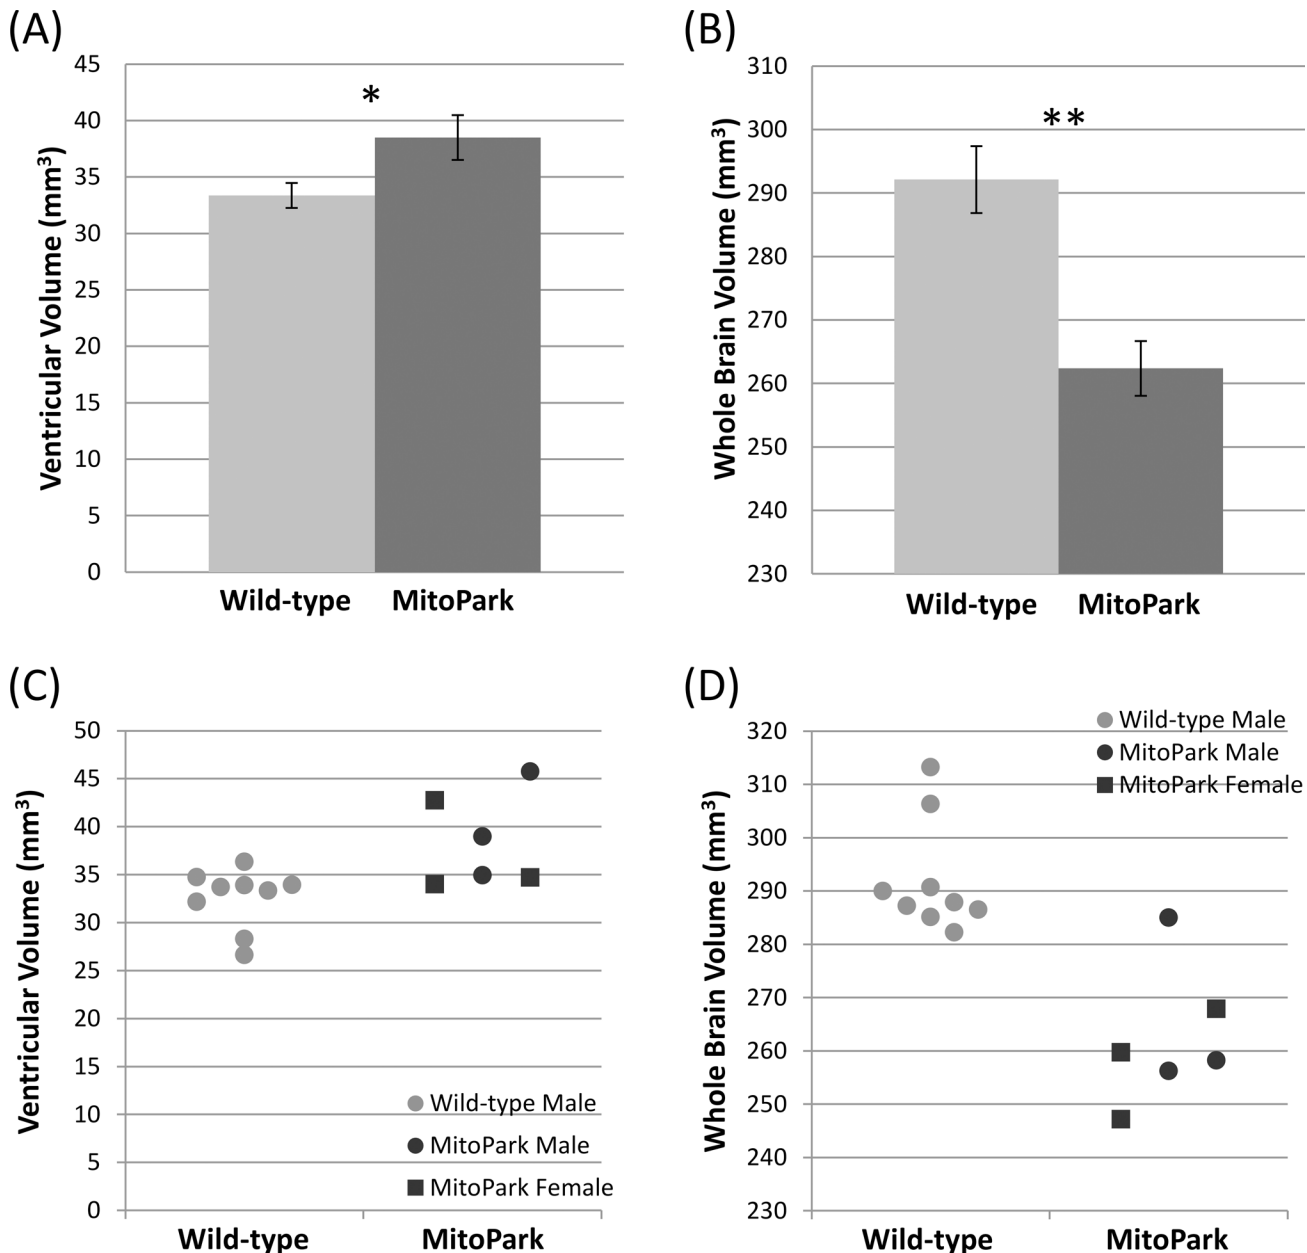 (A)
Ventricular Volume (mm³)
45
40
35
30
25
20
15
10
5
0
*
Wild-type MitoPark
(B)
Whole Brain Volume (mm³)
310
300
290
280
270
260
250
240
230
**
Wild-type MitoPark
(C)
Ventricular Volume (mm³)
50
45
40
35
30
25
20
15
10
5
0
Wild-type Male
MitoPark Male
MitoPark Female
Wild-type MitoPark
(D)
Whole Brain Volume (mm³)
320
310
300
290
280
270
260
250
240
230
Wild-type Male
MitoPark Male
MitoPark Female
Wild-type MitoPark